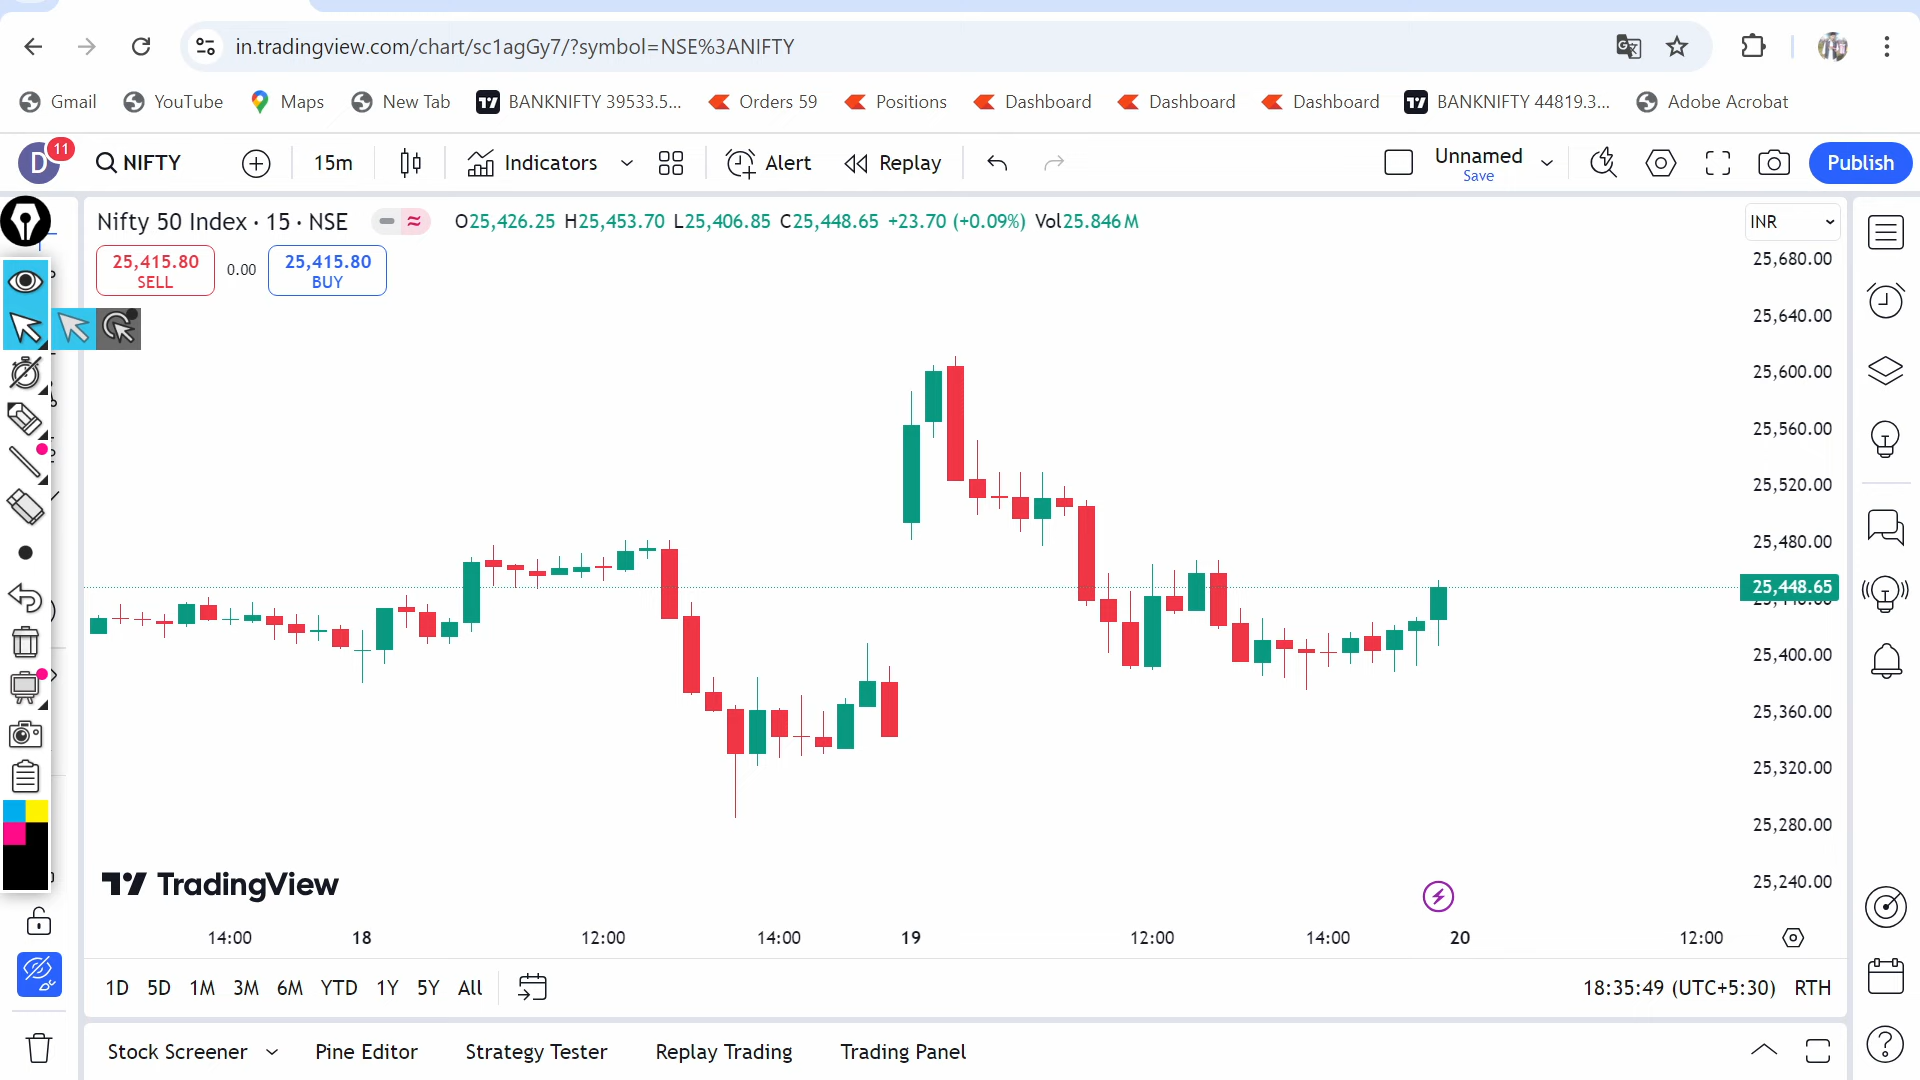 in.tradingview.com/chart/sc1agGy7/?symbol=NSE%3ANIFTY
Gmail YouTube Maps New Tab BANKNIFTY 39533.5... Orders 59 Positions Dashboard Dashboard Dashboard BANKNIFTY 44819.3... Adobe Acrobat
D 11 NIFTY 15m Indicators Alert Replay Unnamed Save Publish
Nifty 50 Index · 15 · NSE O25,426.25 H25,453.70 L25,406.85 C25,448.65 +23.70 (+0.09%) Vol25.846 M INR
25,415.80 0.00 25,415.80
SELL BUY
25,680.00
25,640.00
25,600.00
25,560.00
25,520.00
25,480.00
25,448.65
25,400.00
25,360.00
25,320.00
25,280.00
25,240.00
TradingView
14:00 18 12:00 14:00 19 12:00 14:00 20 12:00
1D 5D 1M 3M 6M YTD 1Y 5Y All 18:35:49 (UTC+5:30) RTH
Stock Screener Pine Editor Strategy Tester Replay Trading Trading Panel